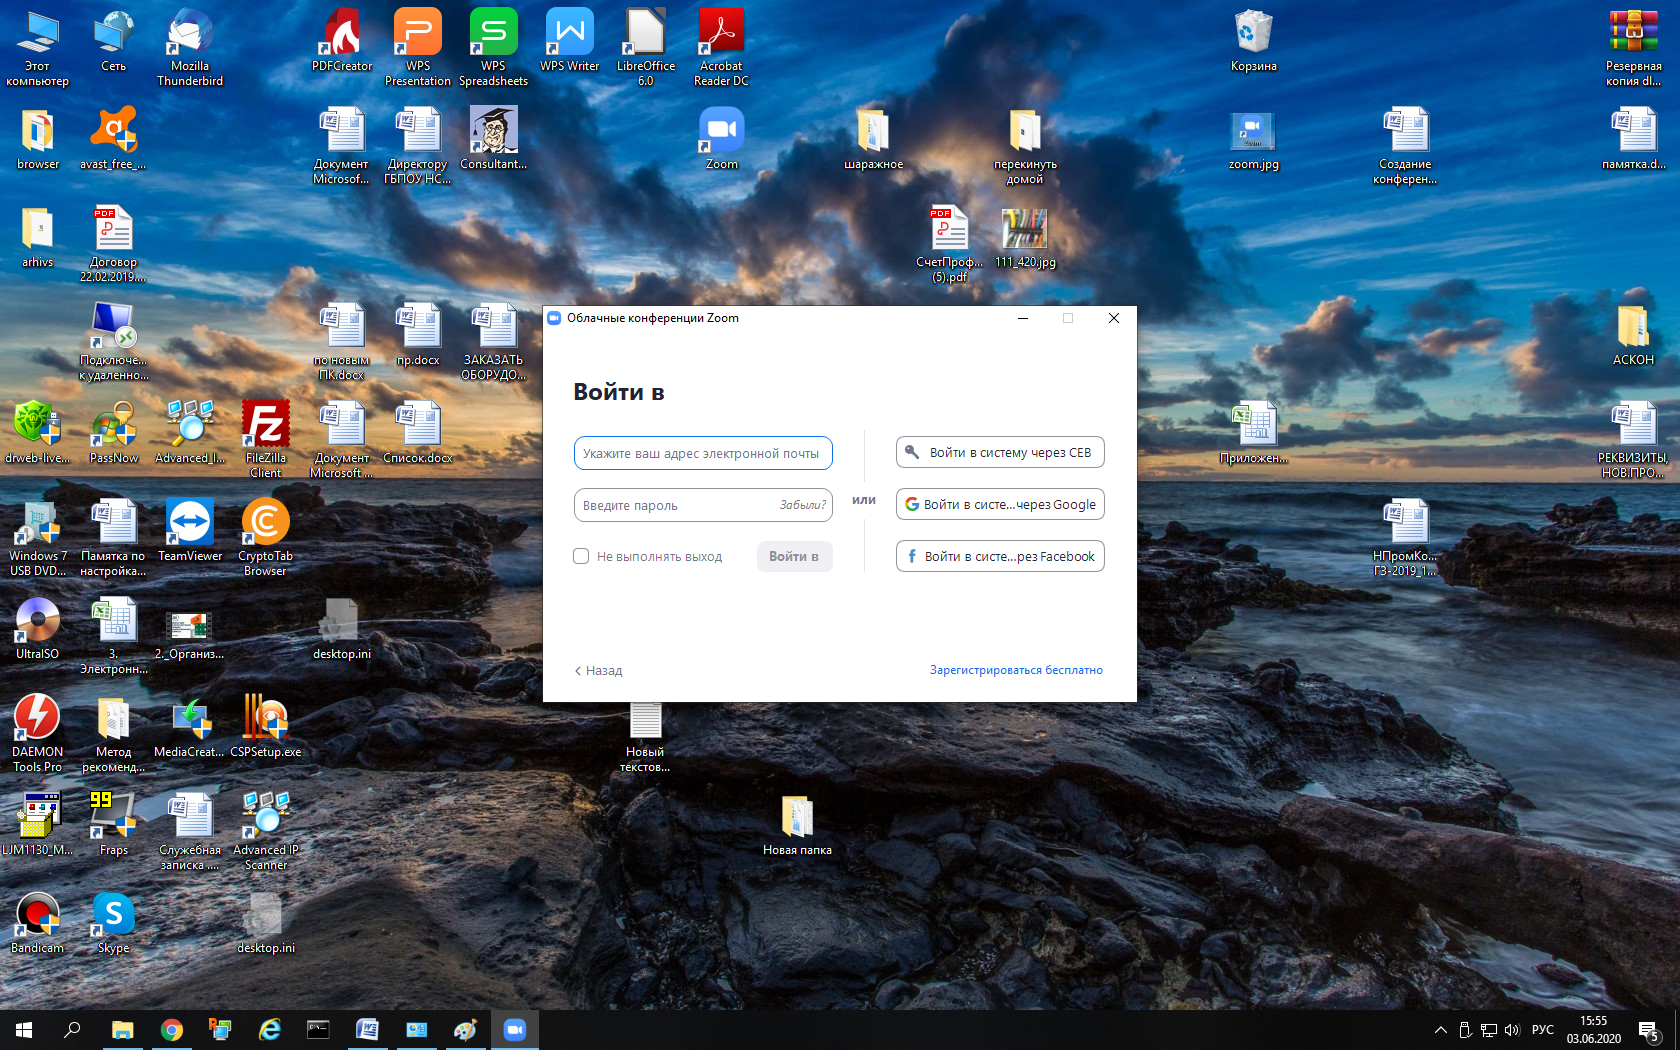 Этот
компьютер
Сеть
Mozilla
Thunderbird
PDFCreator
WPS
Presentation
WPS
Spreadsheets
WPS Writer
LibreOffice
6.0
Acrobat
Reader DC
Корзина
Резервная
копия dl...
browser
avast_free_...
Документ
Microsof...
Директору
ГБПОУ НС...
Consultant...
Zoom
шаражное
перекинуть
домой
zoom.jpg
Создание
конферен...
памятка.d...
arhivs
PDF
Договор
22.02.2019....
PDF
СчетПроф...
(5).pdf
111_420.jpg
Подключе...
к удаленно...
по новым
ПК.docx
пр.docx
ЗАКАЗАТЬ
ОБОРУДО...
АСКОН
Облачные конференции Zoom
Войти в
Укажите ваш адрес электронной почты
Введите пароль
Забыли?
Не выполнять выход
Войти в
или
Войти в систему через СЕВ
Войти в систе...через Google
Войти в систе...рез Facebook
Назад
Зарегистрироваться бесплатно
drweb-live...
PassNow
Advanced_I...
FileZilla
Client
Документ
Microsoft ...
Список.docx
Приложен...
РЕКВИЗИТЫ,
НОВ.ПРО...
Windows 7
USB DVD...
Памятка по
настройка...
TeamViewer
CryptoTab
Browser
НПромКо...
ГЗ-2019_1...
UltraISO
3.
Электронн...
2._Организ...
desktop.ini
DAEMON
Tools Pro
Метод
рекоменд...
MediaCreat...
CSPSetup.exe
Новый
текстов...
LJM1130_M...
99
Fraps
Служебная
записка ....
Advanced IP
Scanner
Новая папка
Bandicam
Skype
desktop.ini
РУС
15:55
03.06.2020
5